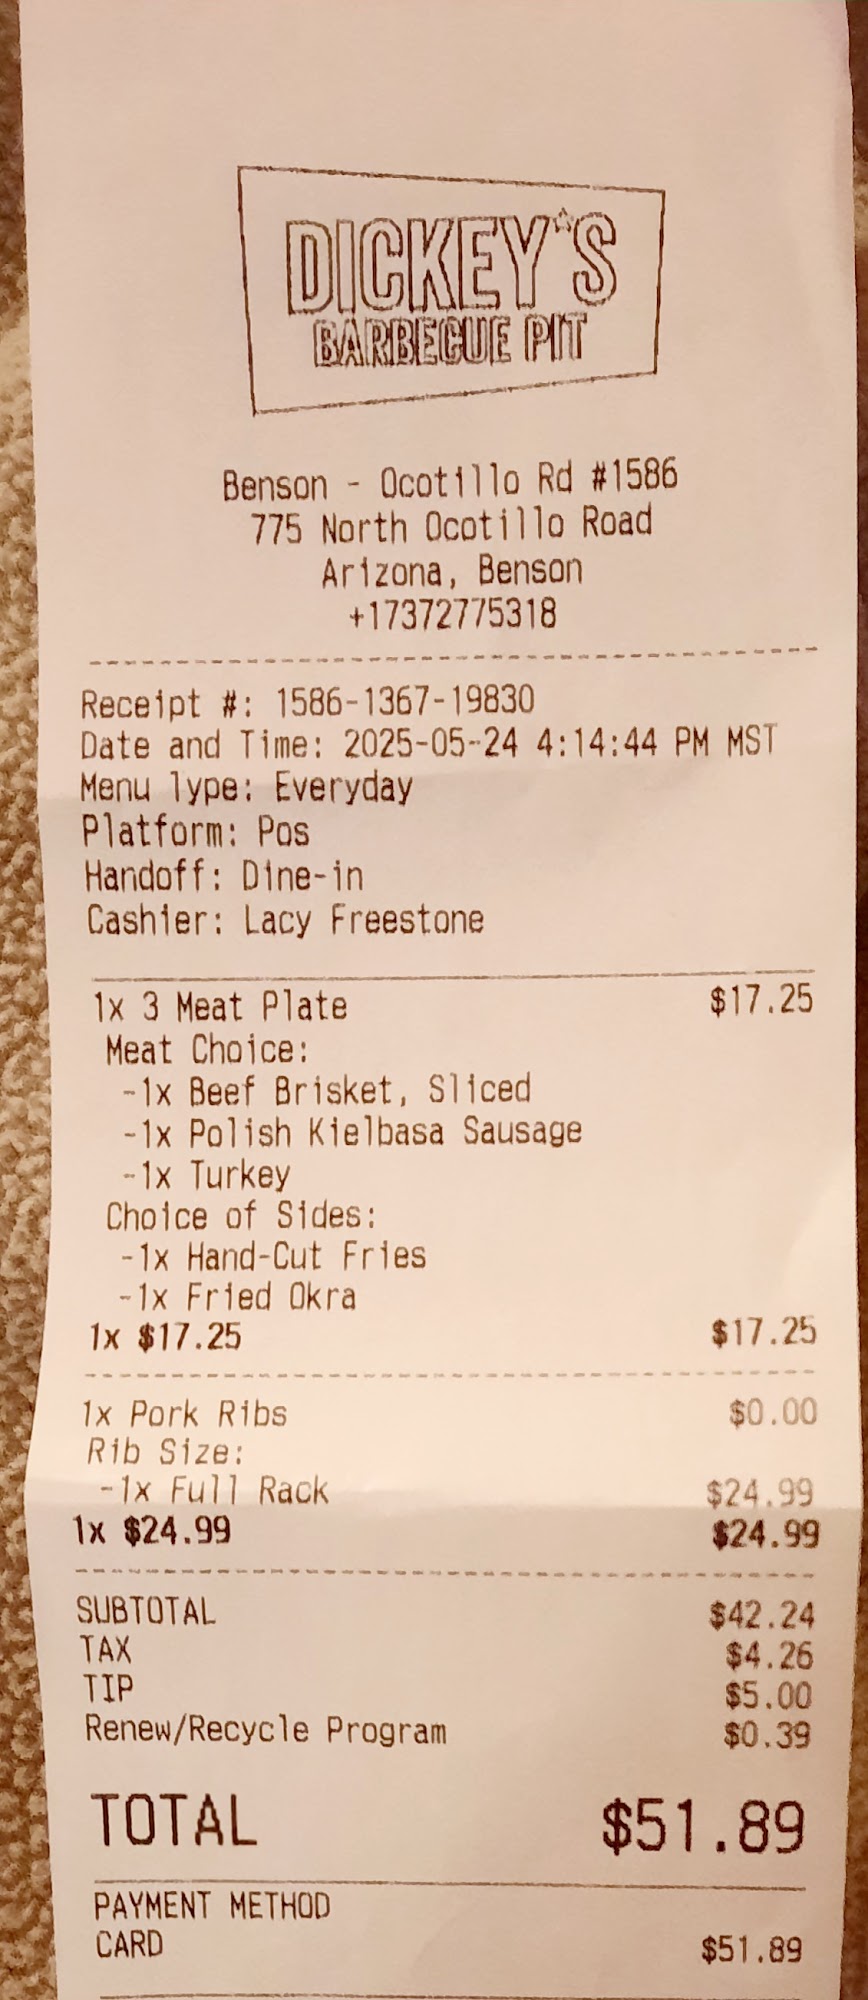 DICKEY'S
BARBECUE PIT
Benson - Ocotillo Rd #1586
775 North Ocotillo Road
Arizona, Benson
+17372775318
Receipt #: 1586-1367-19830
Date and Time: 2025-05-24 4:14:44 PM MST
Menu Type: Everyday
Platform: Pos
Handoff: Dine-in
Cashier: Lacy Freestone
1x 3 Meat Plate $17.25
Meat Choice:
-1x Beef Brisket, Sliced
-1x Polish Kielbasa Sausage
-1x Turkey
Choice of Sides:
-1x Hand-Cut Fries
-1x Fried Okra
1x $17.25 $17.25
1x Pork Ribs $0.00
Rib Size:
-1x Full Rack $24.99
1x $24.99 $24.99
SUBTOTAL $42.24
TAX $4.26
TIP $5.00
Renew/Recycle Program $0.39
TOTAL $51.89
PAYMENT METHOD
CARD $51.89